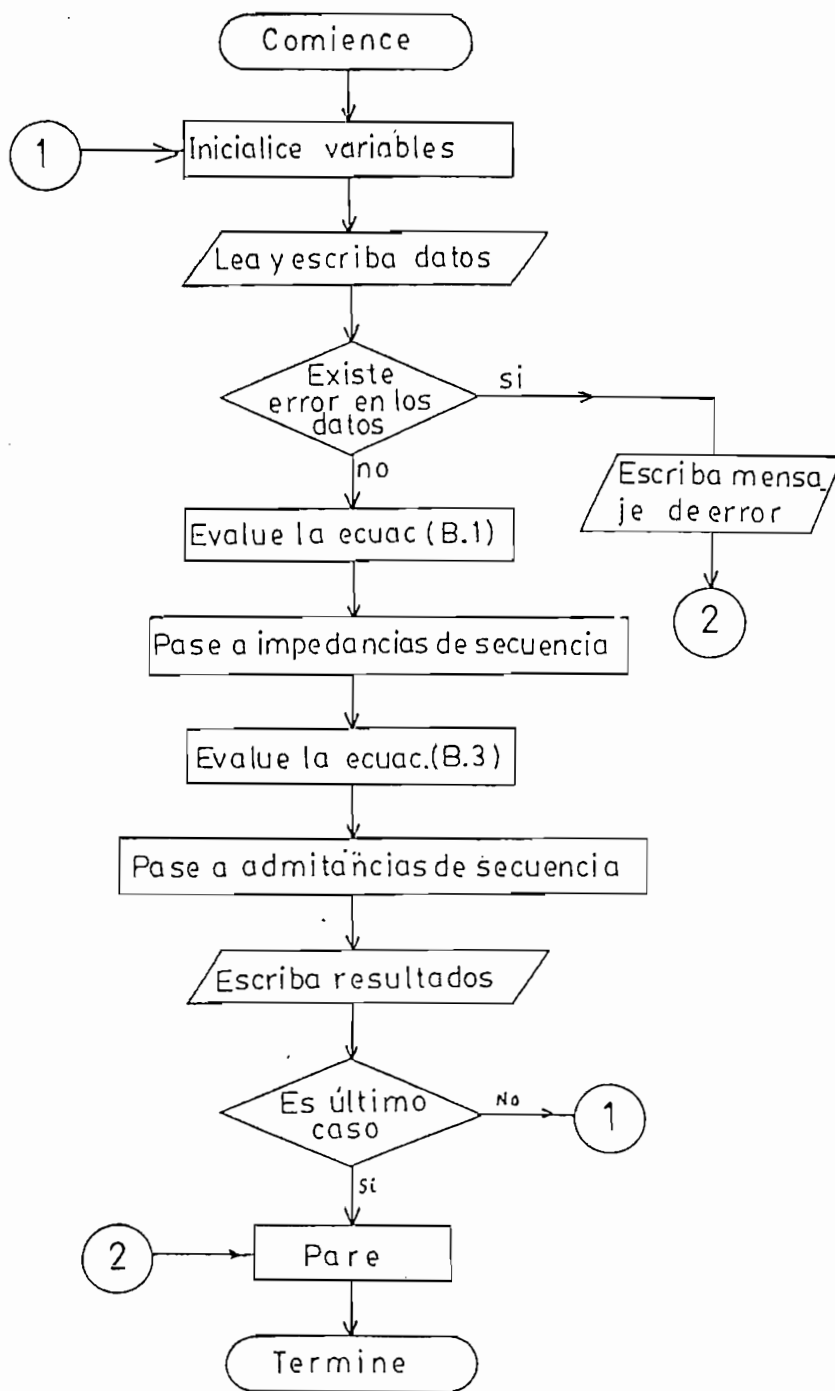 Comience
1
Inicialice variables
Lea y escriba datos
Existe
error en los
datos
si
no
Escriba mensa_
je de error
2
Evalue la ecuac (B.1)
Pase a impedancias de secuencia
Evalue la ecuac.(B.3)
Pase a admitancias de secuencia
Escriba resultados
Es último
caso
No
1
Si
2
Pare
Termine